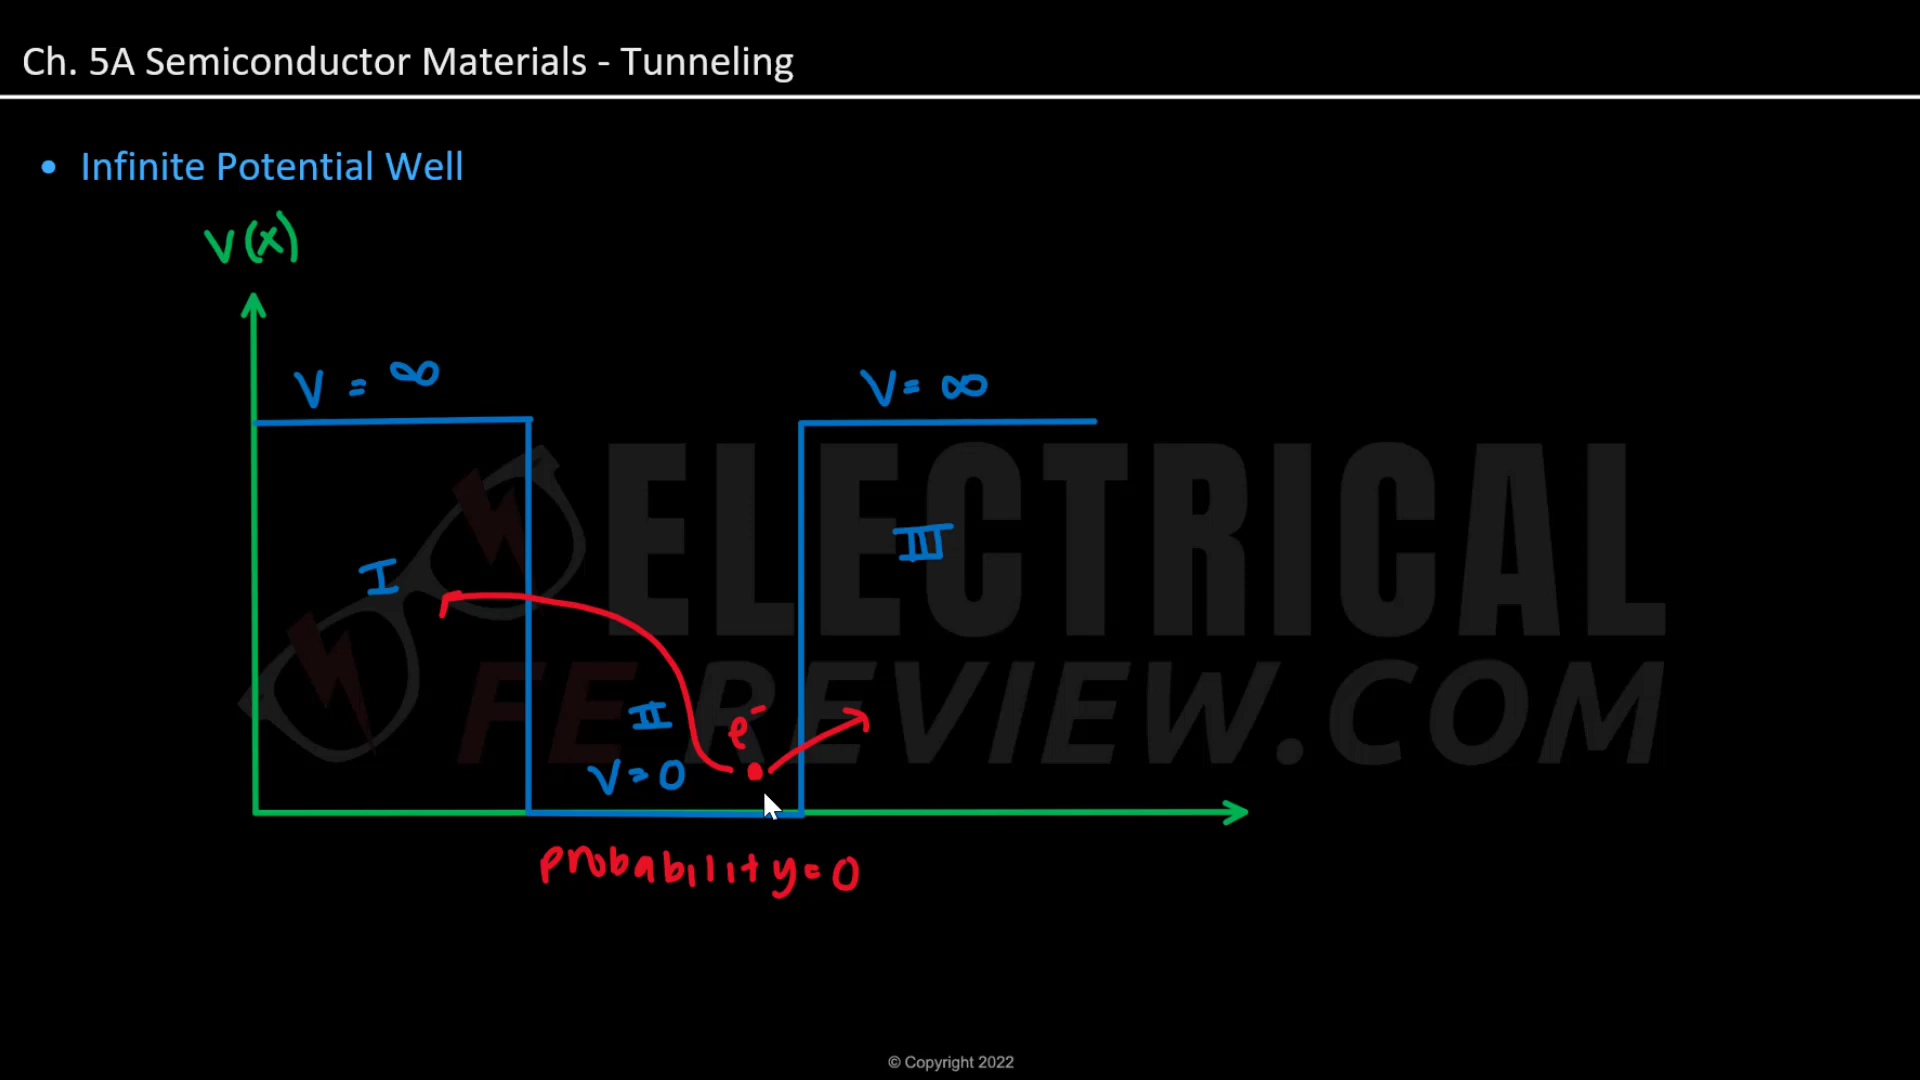 Ch. 5A Semiconductor Materials - Tunneling
• Infinite Potential Well
V(x)
V = ∞
V = ∞
ELECTRICAL
III
I
FE REVIEW.COM
II
e⁻
V=0
probability=0
© Copyright 2022